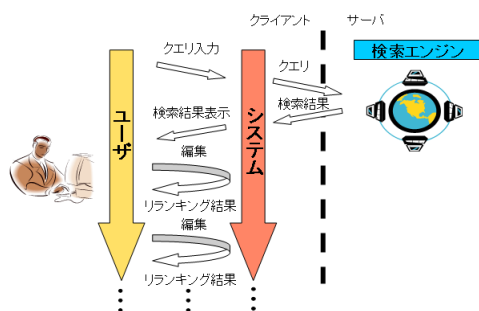 クライアント
サーバ
クエリ入力
クエリ
検索エンジン
検索結果
検索結果表示
ユーザ
システム
編集
リランキング結果
編集
リランキング結果